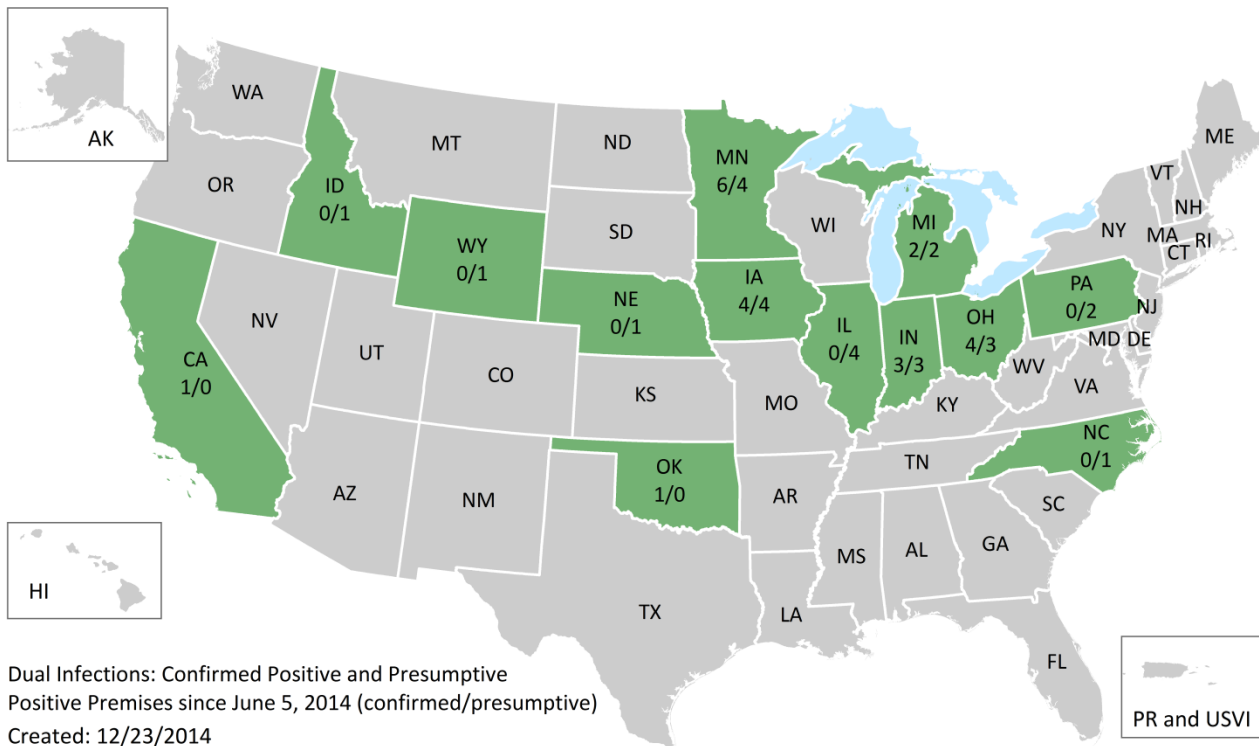 AK
WA
MT
ND
MN
6/4
ME
OR
ID
0/1
WY
0/1
SD
WI
MI
2/2
NY
VT
NH
MA
RI
CT
CA
1/0
NV
UT
CO
NE
0/1
KS
IA
4/4
MO
IL
0/4
IN
3/3
OH
4/3
PA
0/2
NJ
MD
DE
WV
VA
KY
AZ
NM
OK
1/0
AR
TN
NC
0/1
SC
MS
AL
GA
TX
LA
FL
HI
PR and USVI
Dual Infections: Confirmed Positive and Presumptive
Positive Premises since June 5, 2014 (confirmed/presumptive)
Created: 12/23/2014